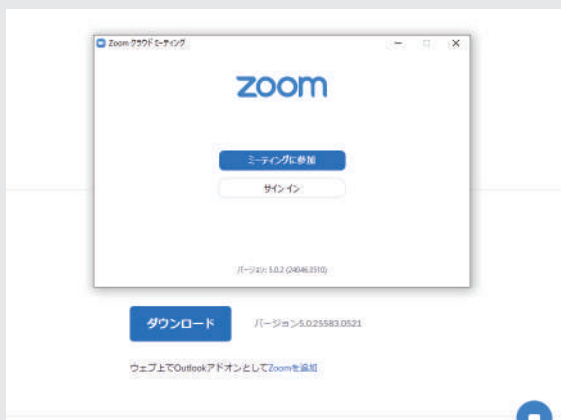 Zoom クラウド ミーティング
zoom
ミーティングに参加
サイン イン
バージョン: 5.0.2 (24046.0510)
ダウンロード
バージョン5.0.25583.0521
ウェブ上でOutlookアドオンとしてZoomを追加